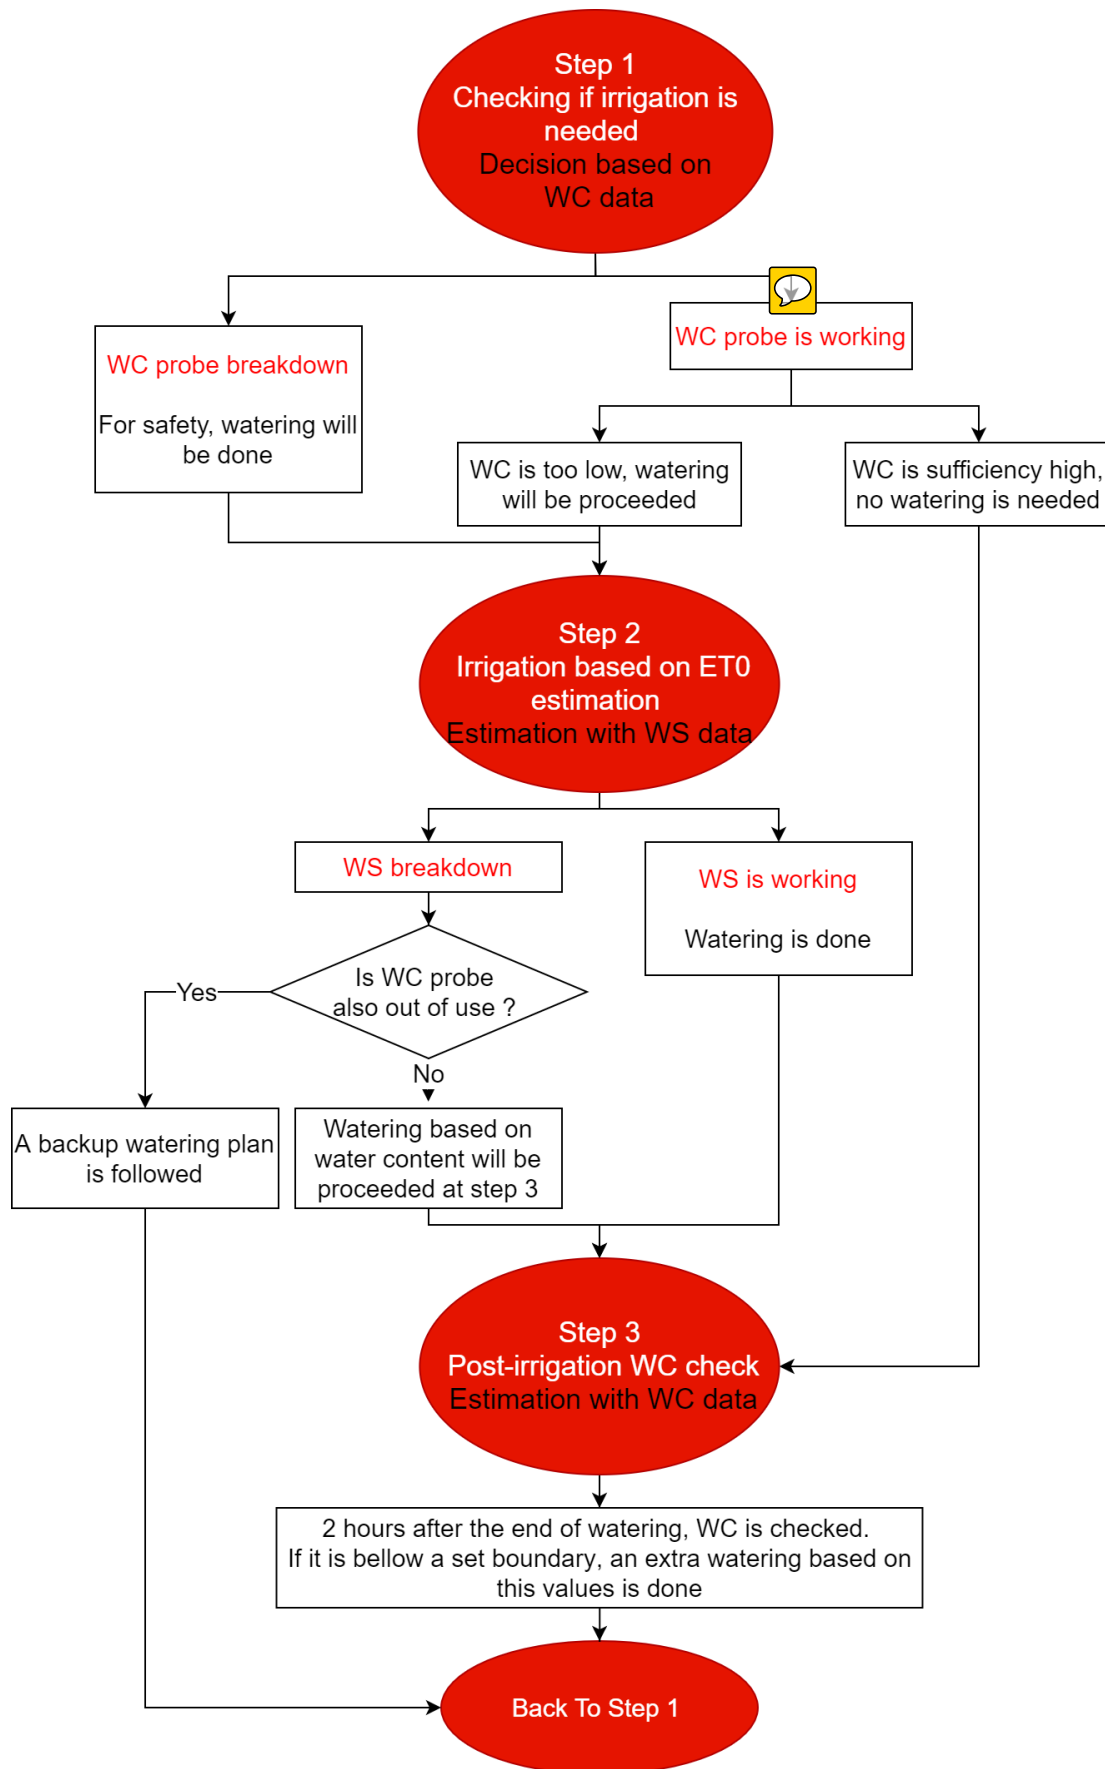 Step 1
Checking if irrigation is
needed
Decision based on
WC data
WC probe breakdown
For safety, watering will
be done
WC probe is working
WC is too low, watering
will be proceeded
WC is sufficiency high,
no watering is needed
Step 2
Irrigation based on ET0
estimation
Estimation with WS data
WS breakdown
WS is working
Watering is done
Is WC probe
also out of use ?
Yes
No
A backup watering plan
is followed
Watering based on
water content will be
proceeded at step 3
Step 3
Post-irrigation WC check
Estimation with WC data
2 hours after the end of watering, WC is checked.
If it is bellow a set boundary, an extra watering based on
this values is done
Back To Step 1